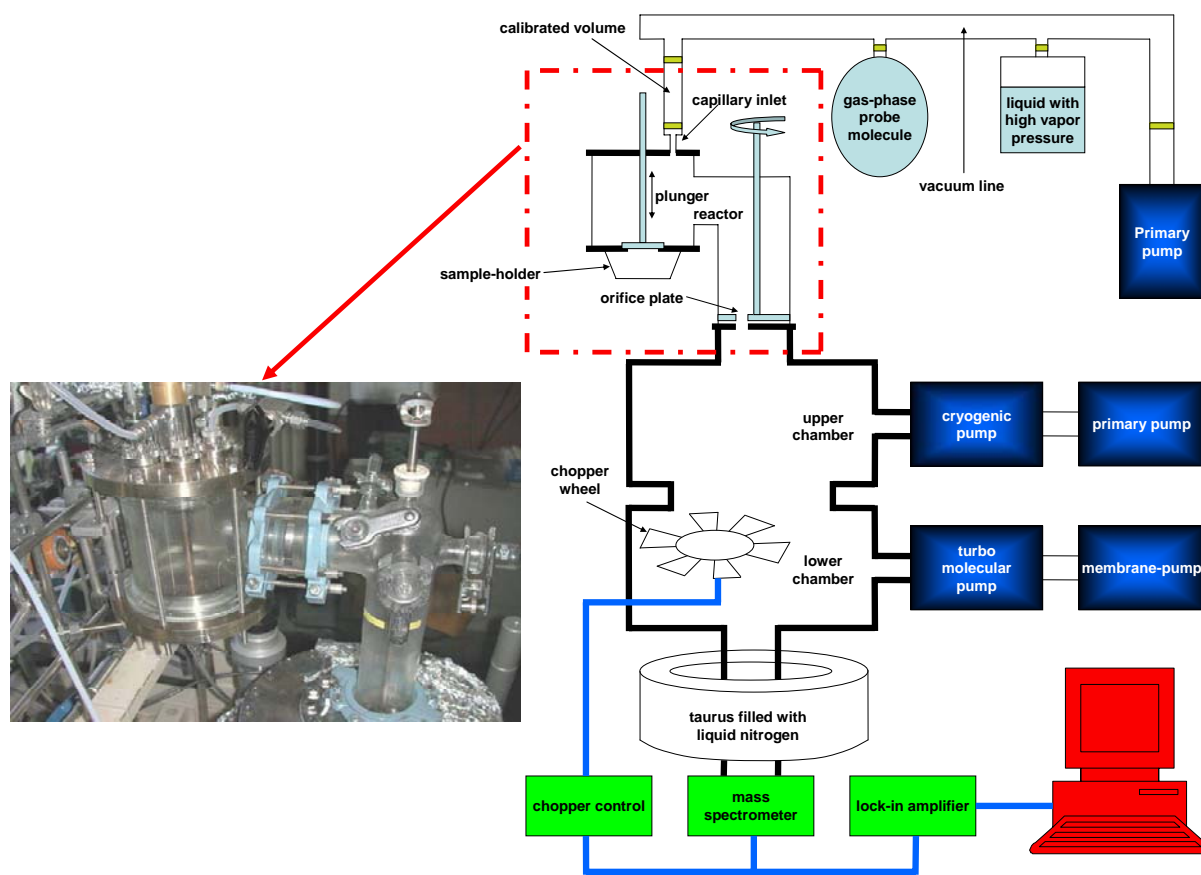 calibrated volume
capillary inlet
gas-phase
probe
molecule
liquid with
high vapor
pressure
vacuum line
plunger
reactor
Primary
pump
sample-holder
orifice plate
upper
chamber
cryogenic
pump
primary pump
chopper
wheel
lower
chamber
turbo
molecular
pump
membrane-pump
taurus filled with
liquid nitrogen
chopper control
mass
spectrometer
lock-in amplifier